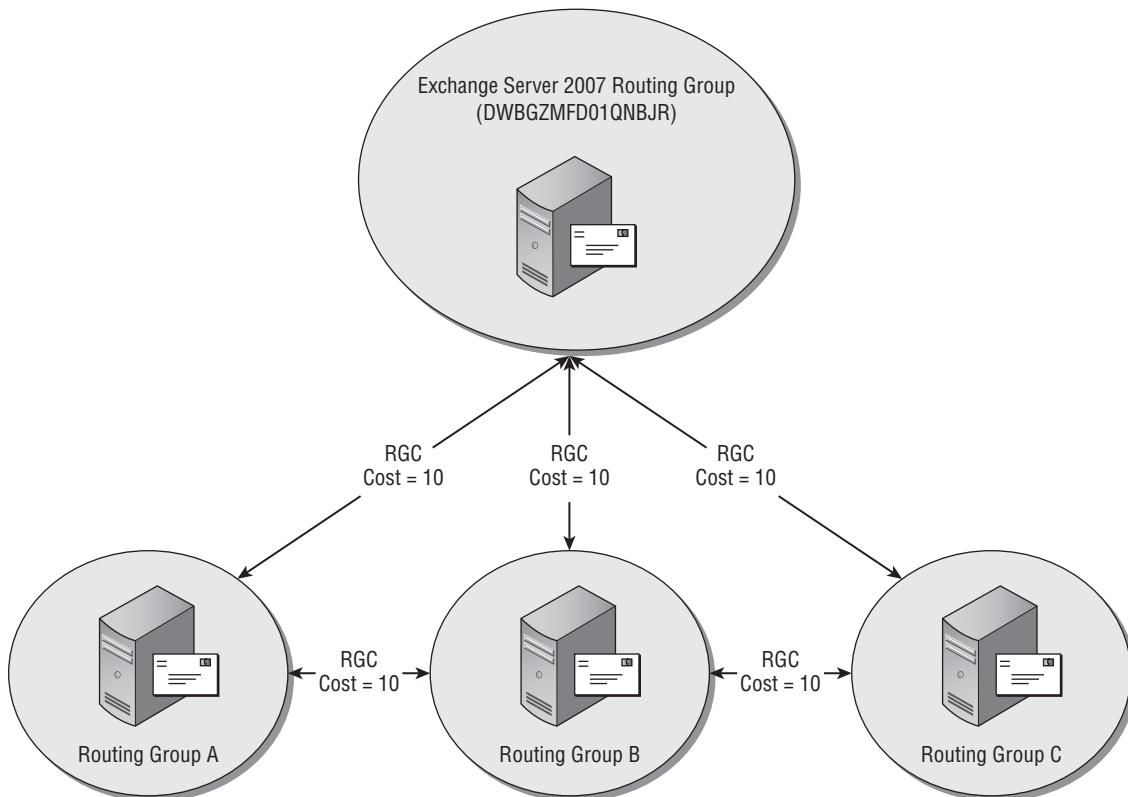 Exchange Server 2007 Routing Group
(DWBGZMFD01QNBJR)
RGC
Cost = 10
RGC
Cost = 10
RGC
Cost = 10
RGC
Cost = 10
RGC
Cost = 10
Routing Group A
Routing Group B
Routing Group C